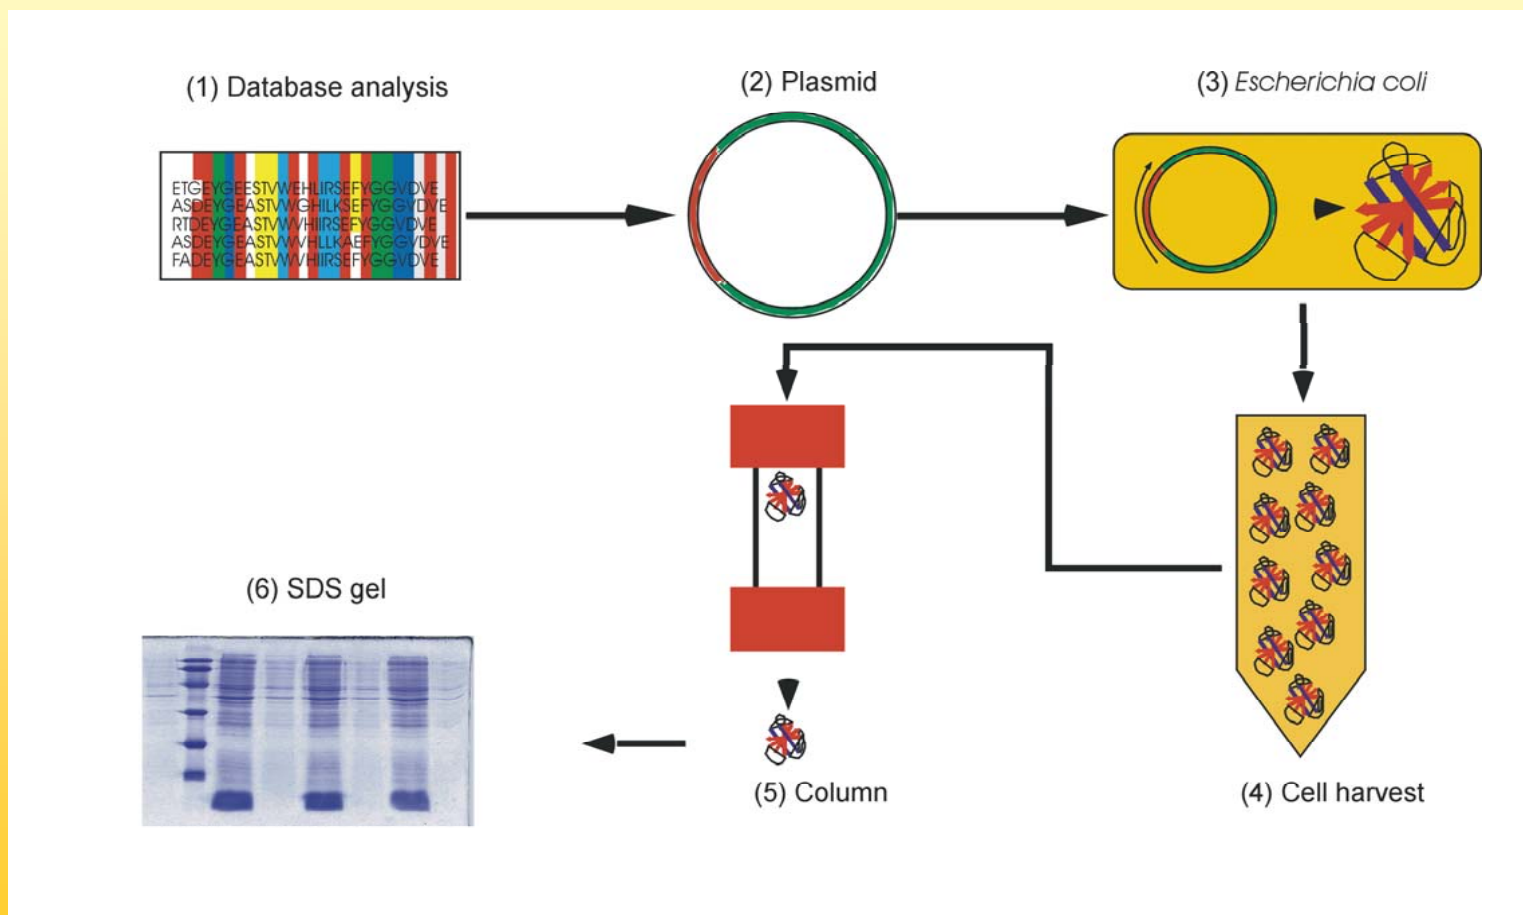 (1) Database analysis
(2) Plasmid
(3) Escherichia coli
ETGEYGEESTVWEHLIRSEFYGGVDVE
ASDEYGEASTVWGHILKSEFYGGVDVE
RTDEYGEASTVWVHIIRSEFYGGVDVE
ASDEYGEASTVWVHLLKAEFYGGVDVE
FADEYGEASTVWVHIIRSEFYGGVDVE
(6) SDS gel
(5) Column
(4) Cell harvest